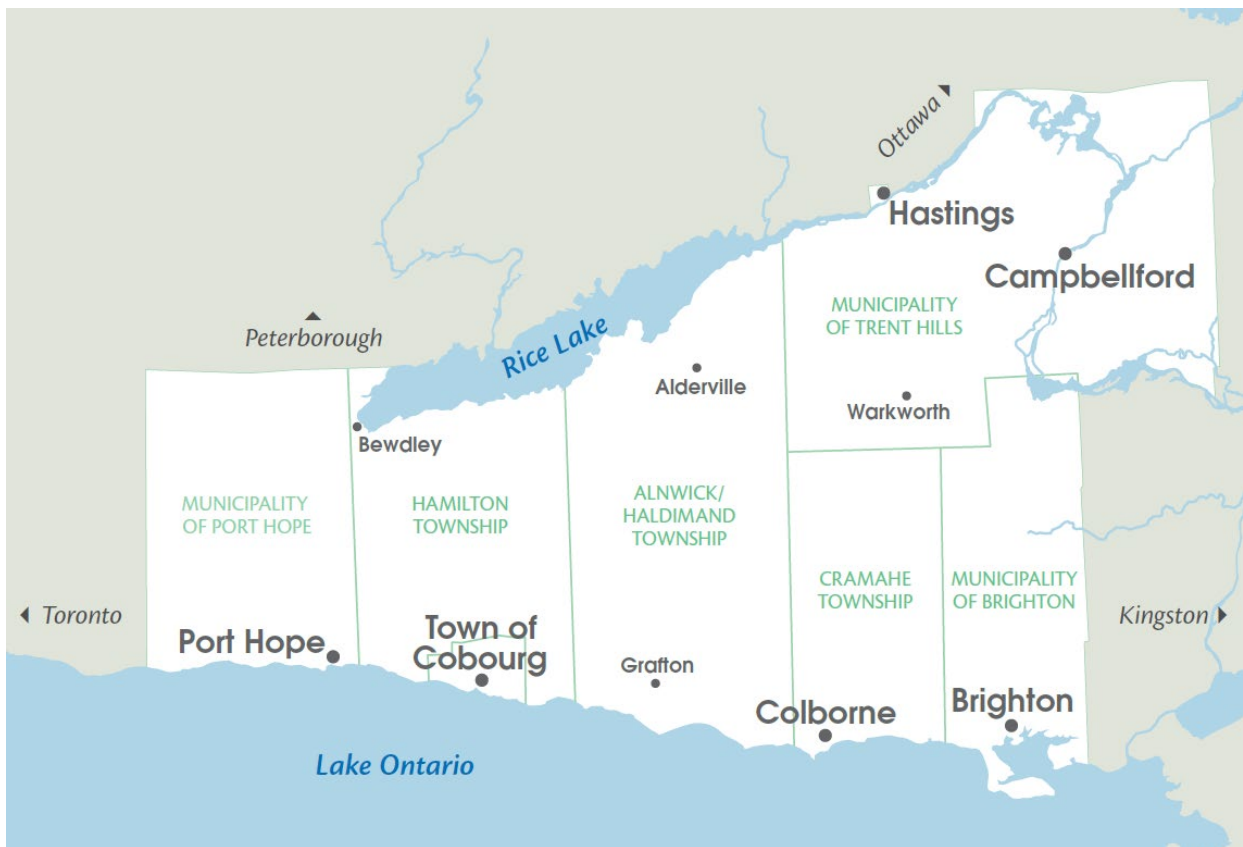 Ottawa
Hastings
Campbellford
MUNICIPALITY
OF TRENT HILLS
Peterborough
Rice Lake
Alderville
Warkworth
Bewdley
MUNICIPALITY
OF PORT HOPE
HAMILTON
TOWNSHIP
ALNWICK/
HALDIMAND
TOWNSHIP
CRAMAHE
TOWNSHIP
MUNICIPALITY
OF BRIGHTON
Toronto
Kingston
Port Hope
Town of
Cobourg
Grafton
Colborne
Brighton
Lake Ontario